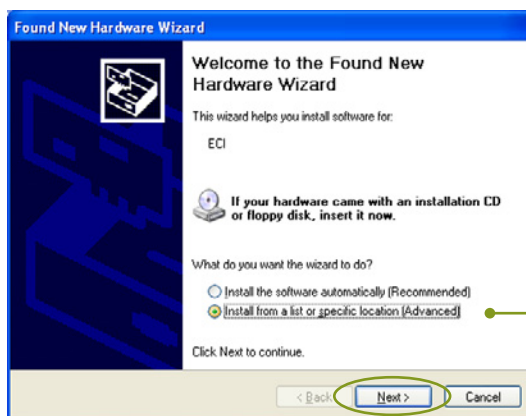 Found New Hardware Wizard
Welcome to the Found New
Hardware Wizard
This wizard helps you install software for:
ECI
If your hardware came with an installation CD
or floppy disk, insert it now.
What do you want the wizard to do?
Install the software automatically (Recommended)
Install from a list or specific location (Advanced)
Click Next to continue.
< Back
Next >
Cancel